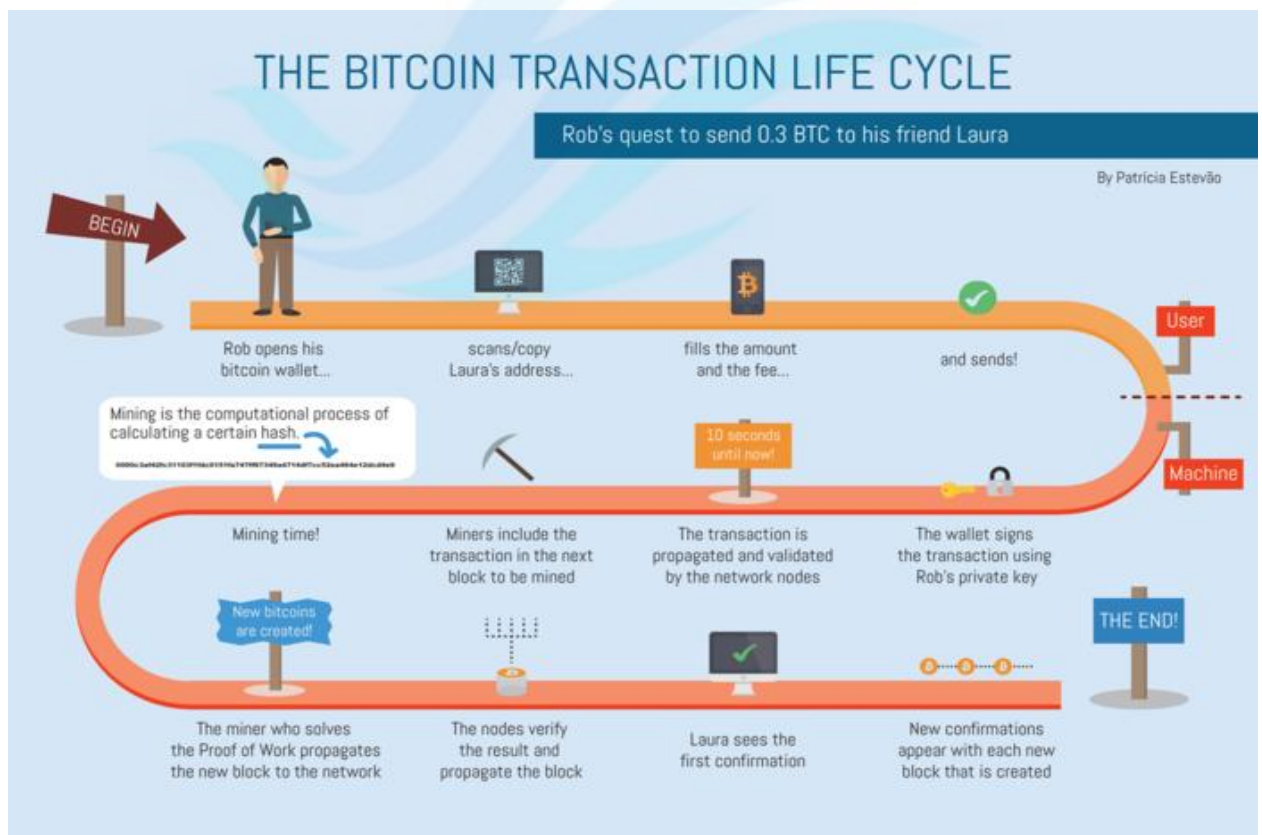 THE BITCOIN TRANSACTION LIFE CYCLE
Rob's quest to send 0.3 BTC to his friend Laura
By Patrícia Estevão
BEGIN
Rob opens his
bitcoin wallet...
scans/copy
Laura's address...
fills the amount
and the fee...
and sends!
User
Machine
The wallet signs
the transaction using
Rob's private key
10 seconds
until now!
The transaction is
propagated and validated
by the network nodes
Miners include the
transaction in the next
block to be mined
Mining is the computational process of
calculating a certain hash.
Mining time!
New bitcoins
are created!
The miner who solves
the Proof of Work propagates
the new block to the network
The nodes verify
the result and
propagate the block
Laura sees the
first confirmation
New confirmations
appear with each new
block that is created
THE END!